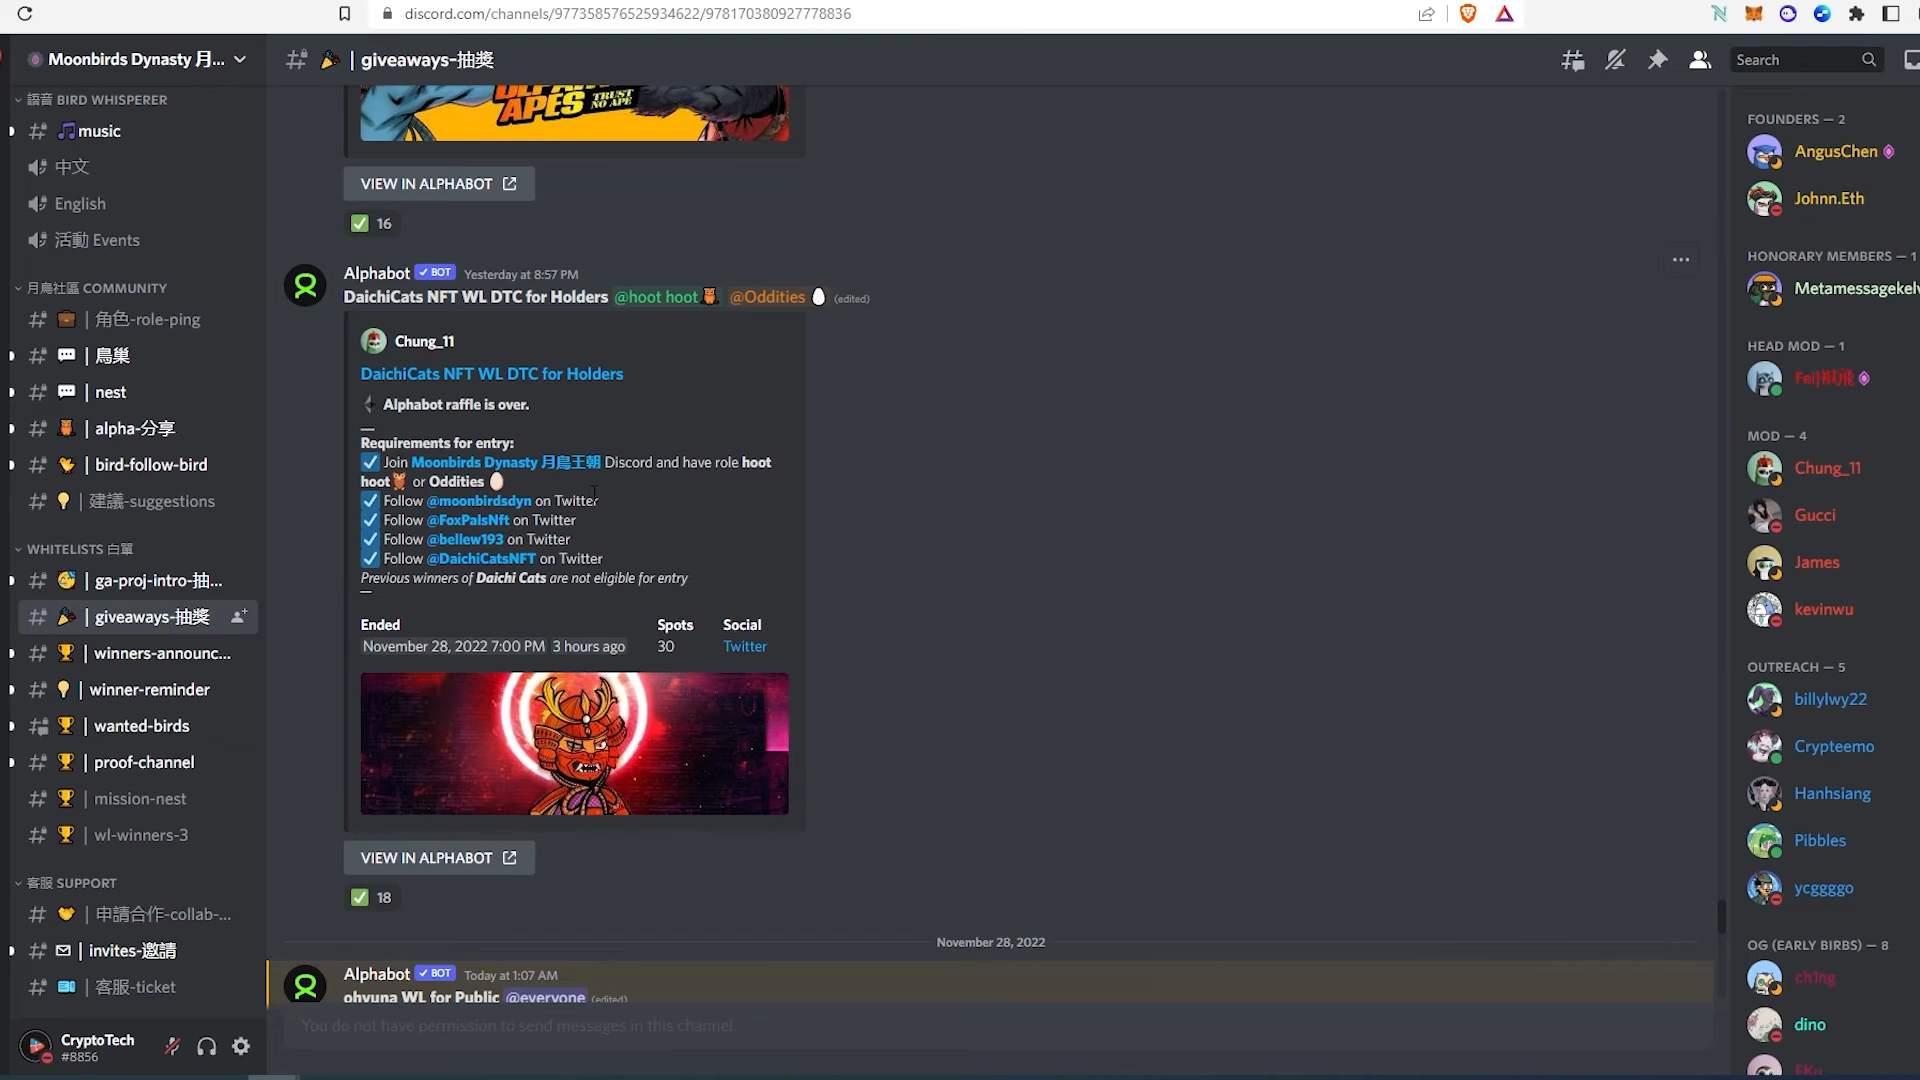 discord.com/channels/977358576525934622/978170380927778836
Moonbirds Dynasty 月...
| giveaways-抽獎
Search
語音 BIRD WHISPERER
music
中文
English
活動 Events
月鳥社區 COMMUNITY
| 角色-role-ping
| 鳥巢
| nest
| alpha-分享
| bird-follow-bird
| 建議-suggestions
WHITELISTS 白單
| ga-proj-intro-抽...
| giveaways-抽獎
| winners-announc...
| winner-reminder
| wanted-birds
| proof-channel
| mission-nest
| wl-winners-3
客服 SUPPORT
| 申請合作-collab-...
| invites-邀請
| 客服-ticket
CryptoTech
#8856
APES TRUST NO APE
VIEW IN ALPHABOT
16
Alphabot BOT Yesterday at 8:57 PM
DaichiCats NFT WL DTC for Holders @hoot hoot @Oddities (edited)
Chung_11
DaichiCats NFT WL DTC for Holders
Alphabot raffle is over.
—
Requirements for entry:
Join Moonbirds Dynasty 月鳥王朝 Discord and have role hoot
hoot or Oddities
Follow @moonbirdsdyn on Twitter
Follow @FoxPalsNft on Twitter
Follow @bellew193 on Twitter
Follow @DaichiCatsNFT on Twitter
Previous winners of Daichi Cats are not eligible for entry
—
Ended Spots Social
November 28, 2022 7:00 PM 3 hours ago 30 Twitter
VIEW IN ALPHABOT
18
November 28, 2022
Alphabot BOT Today at 1:07 AM
ohyuna WL for Public @everyone (edited)
You do not have permission to send messages in this channel.
FOUNDERS — 2
AngusChen
Johnn.Eth
HONORARY MEMBERS — 1
Metamessagekelv
HEAD MOD — 1
MOD — 4
Chung_11
Gucci
James
kevinwu
OUTREACH — 5
billylwy22
Crypteemo
Hanhsiang
Pibbles
ycggggo
OG (EARLY BIRBS) — 8
ch1ng
dino